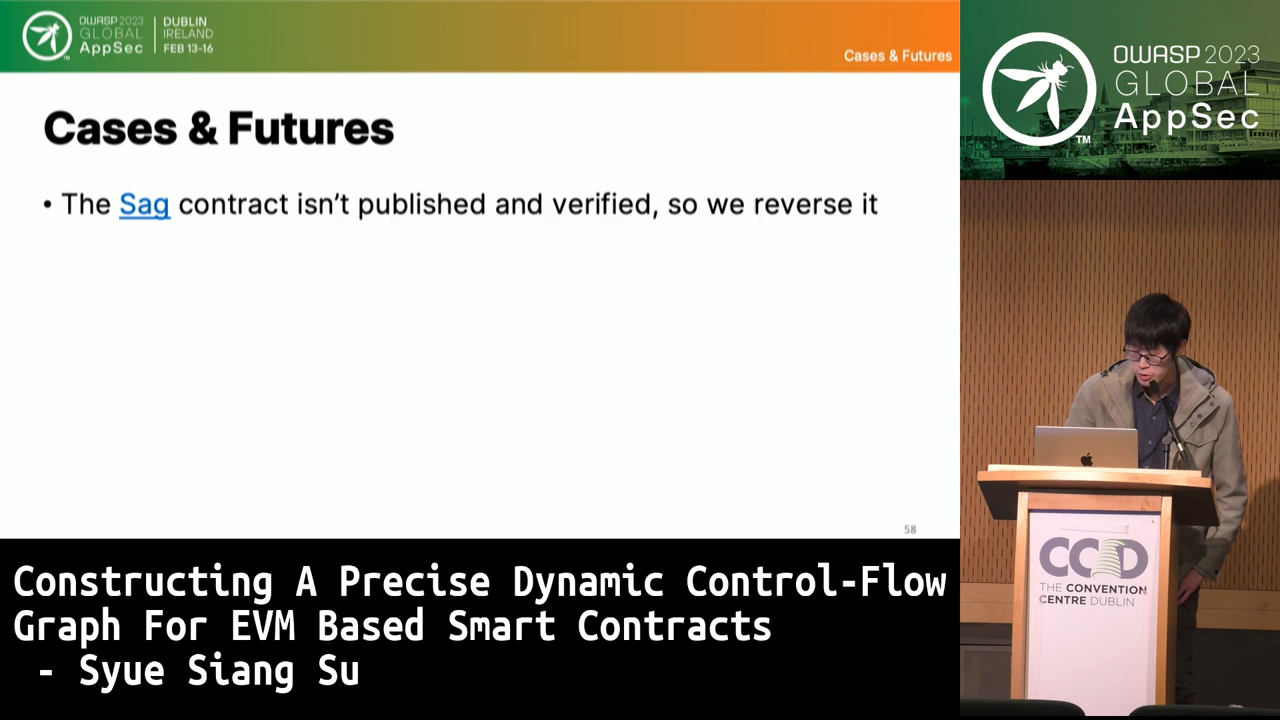 OWASP 2023
GLOBAL
AppSec
DUBLIN
IRELAND
FEB 13-16
Cases & Futures
Cases & Futures
• The Sag contract isn’t published and verified, so we reverse it
58
OWASP 2023
GLOBAL
AppSec
TM
CCD
THE CONVENTION
CENTRE DUBLIN
Constructing A Precise Dynamic Control-Flow
Graph For EVM Based Smart Contracts
- Syue Siang Su